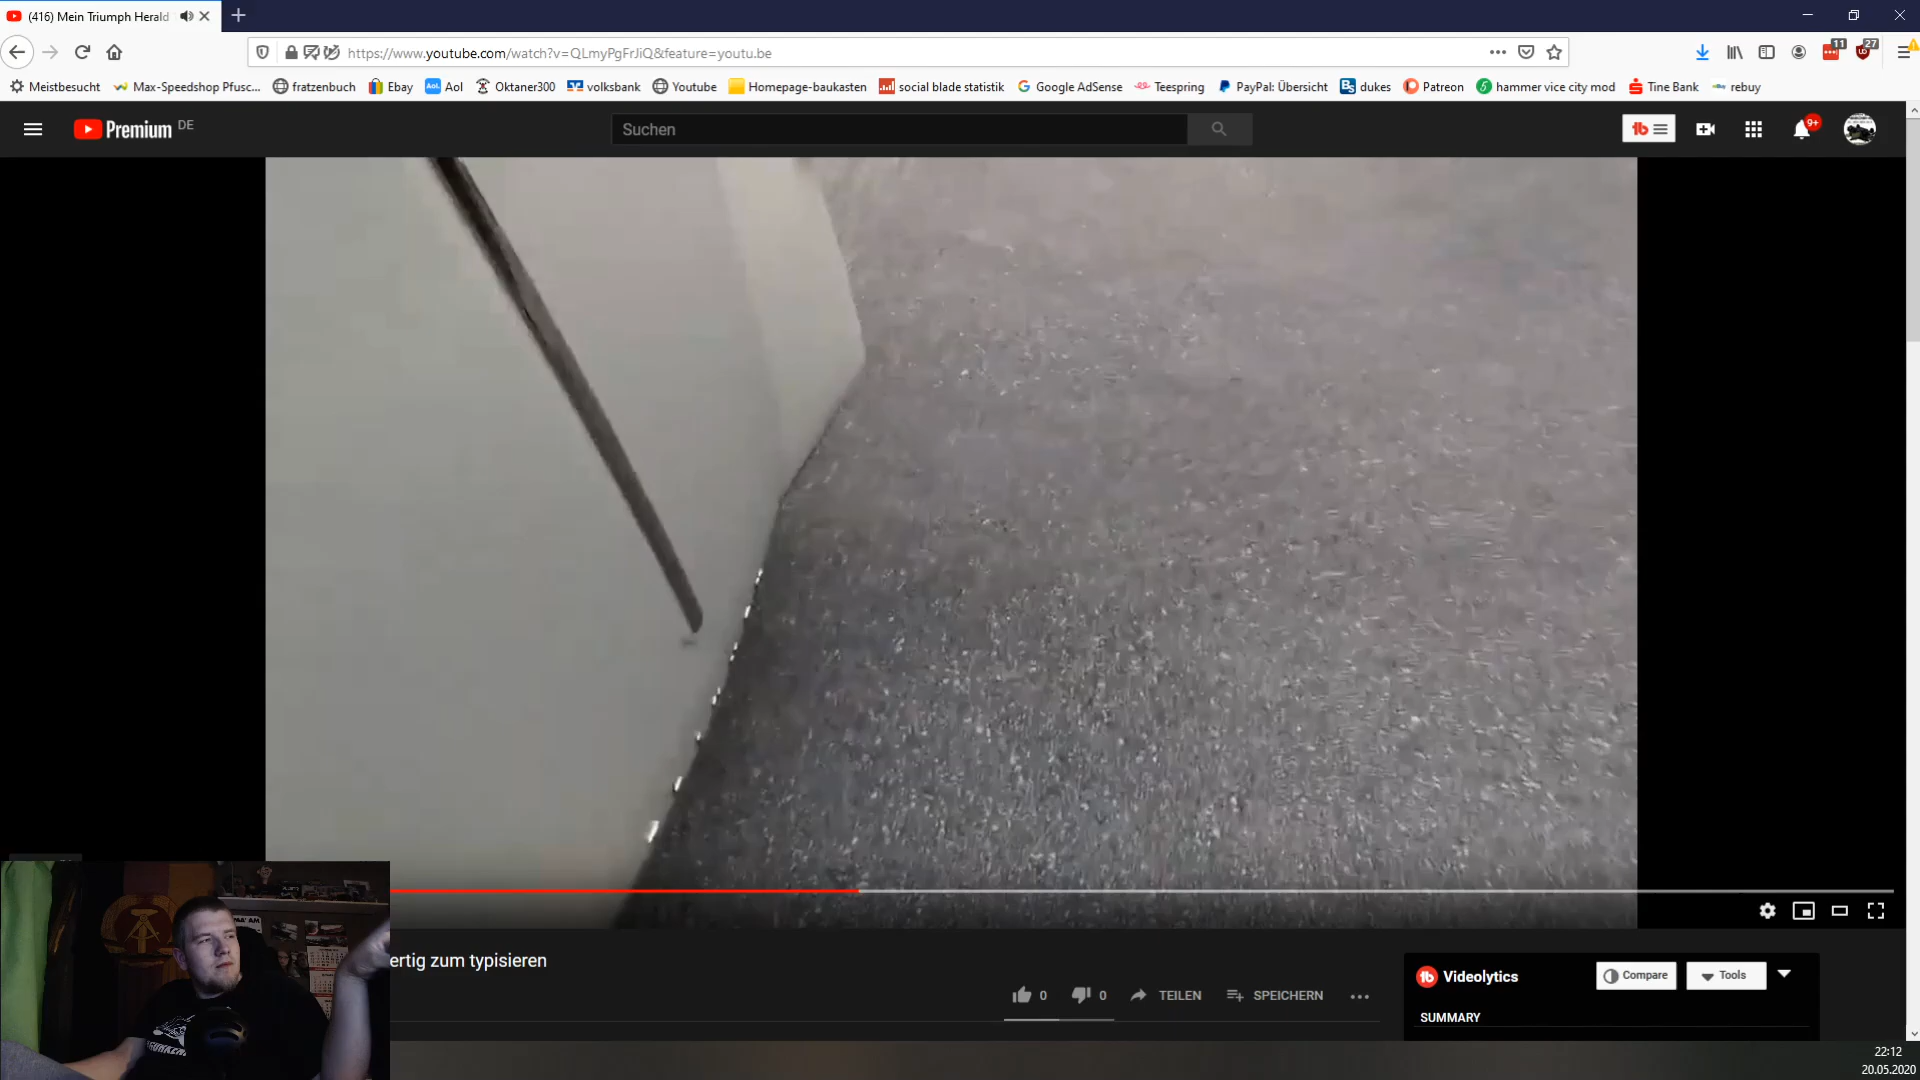 (416) Mein Triumph Herald
https://www.youtube.com/watch?v=QLmyPgFrJiQ&feature=youtu.be
11
27
Meistbesucht
Max-Speedshop Pfusc...
fratzenbuch
Ebay
Aol
Oktaner300
volksbank
Youtube
Homepage-baukasten
social blade statistik
Google AdSense
Teespring
PayPal: Übersicht
dukes
Patreon
hammer vice city mod
Tine Bank
rebuy
Premium DE
Suchen
9+
ertig zum typisieren
0
0
TEILEN
SPEICHERN
Videolytics
Compare
Tools
SUMMARY
22:12
20.05.2020